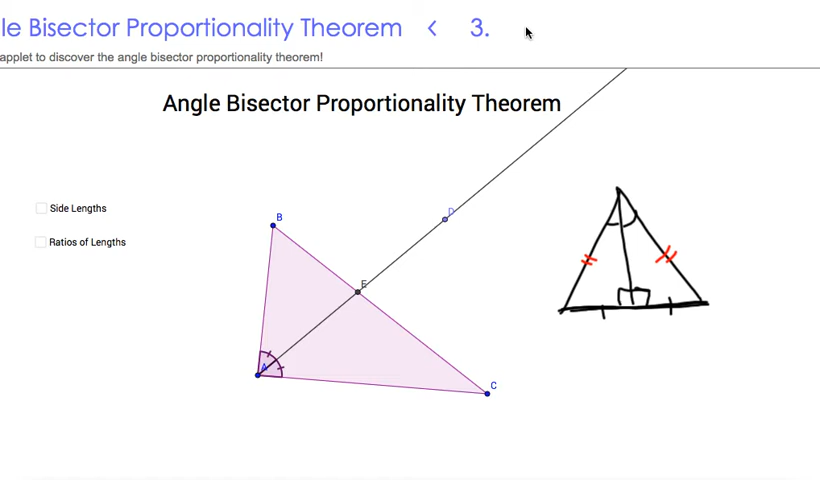 le Bisector Proportionality Theorem < 3.
applet to discover the angle bisector proportionality theorem!
Angle Bisector Proportionality Theorem
Side Lengths
Ratios of Lengths
B
D
E
A
C